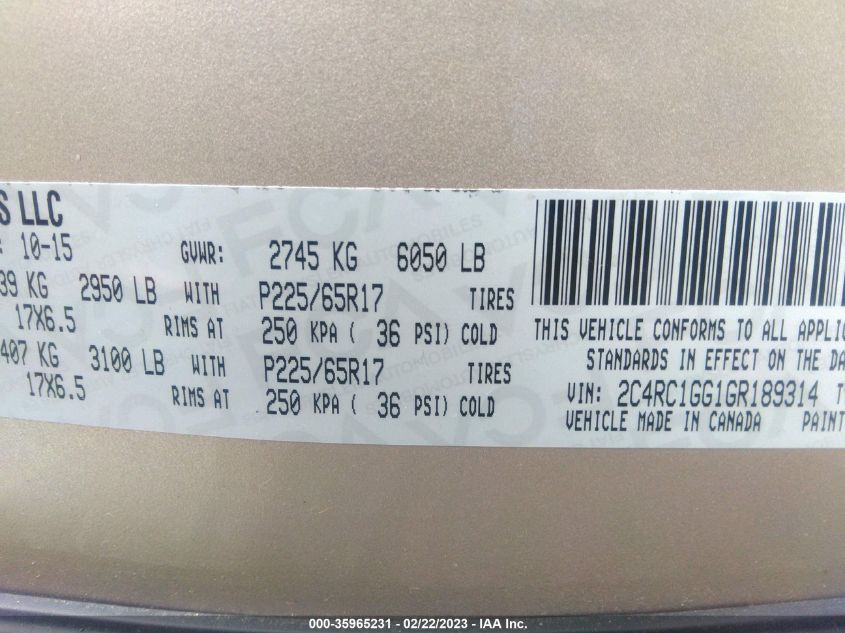 S LLC
: 10-15 GVWR: 2745 KG 6050 LB
39 KG 2950 LB WITH P225/65R17 TIRES
17X6.5 RIMS AT 250 KPA ( 36 PSI) COLD
407 KG 3100 LB WITH P225/65R17 TIRES
17X6.5 RIMS AT 250 KPA ( 36 PSI) COLD
THIS VEHICLE CONFORMS TO ALL APPLIC
STANDARDS IN EFFECT ON THE DA
VIN: 2C4RC1GG1GR189314 T
VEHICLE MADE IN CANADA PAINT
000-35965231 - 02/22/2023 - IAA Inc.